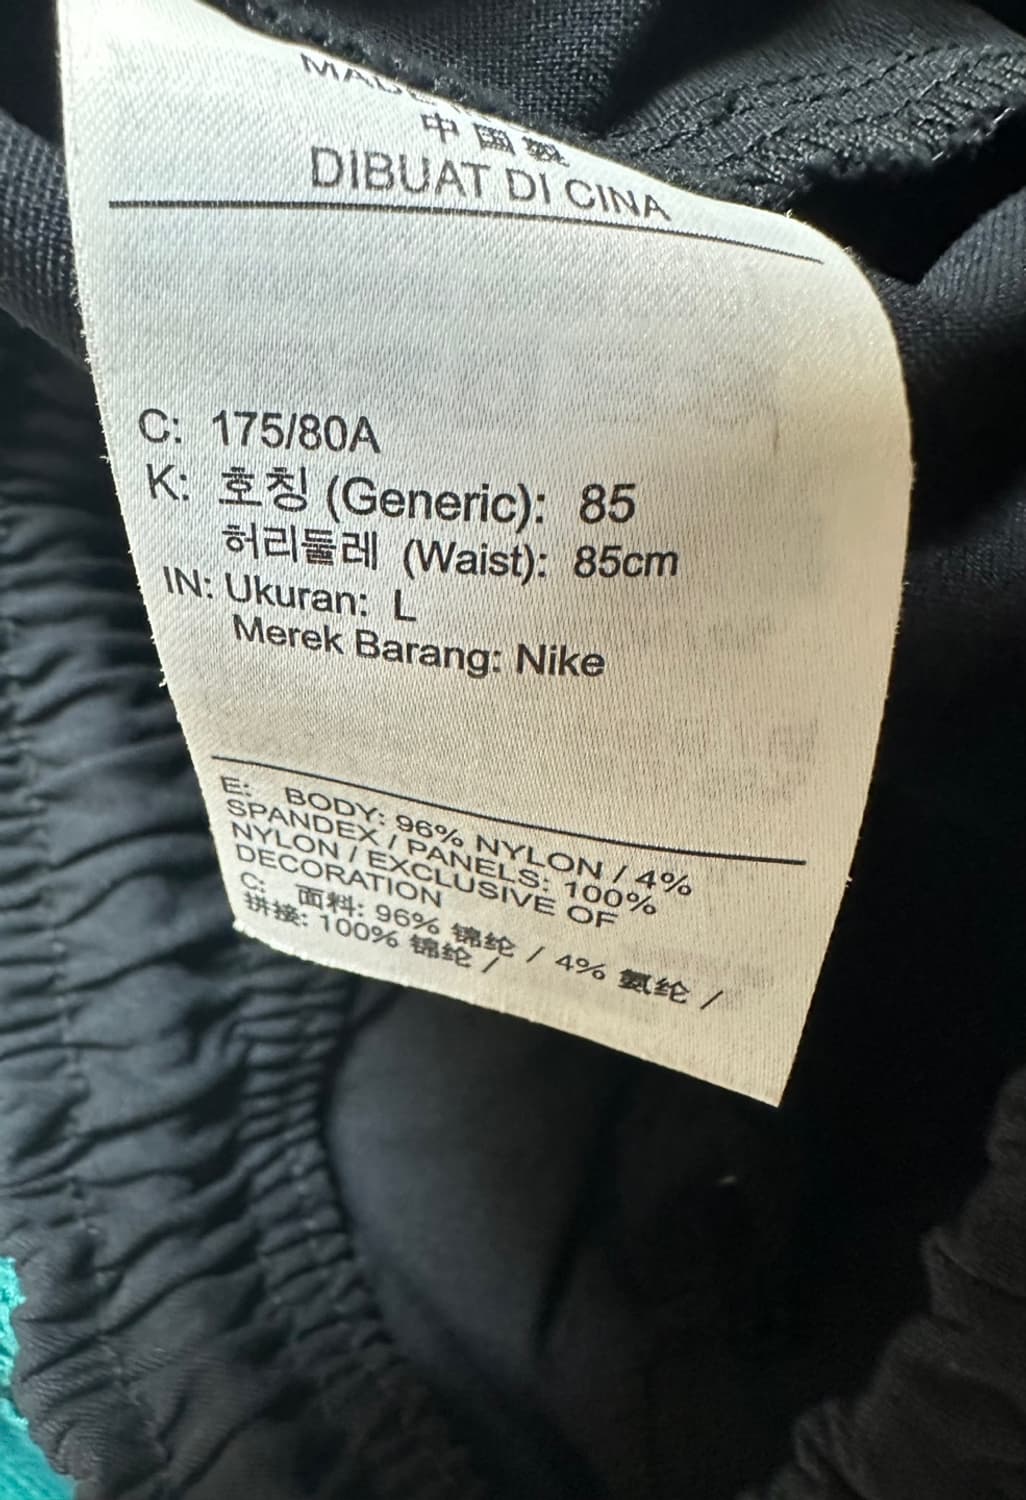 MADE
中国製
DIBUAT DI CINA
C: 175/80A
K: 호칭 (Generic): 85
허리둘레 (Waist): 85cm
IN: Ukuran: L
Merek Barang: Nike
E: BODY: 96% NYLON / 4%
SPANDEX / PANELS: 100%
NYLON / EXCLUSIVE OF
DECORATION
C: 面料: 96% 锦纶 / 4% 氨纶 /
拼接: 100% 锦纶 /